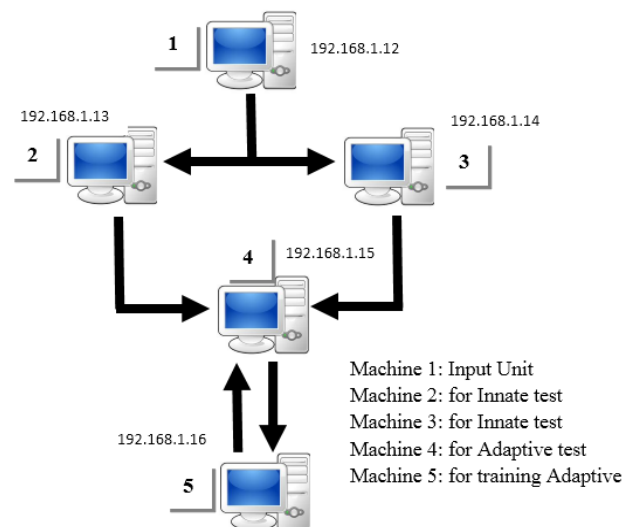 1
192.168.1.12
192.168.1.13
2
192.168.1.14
3
4
192.168.1.15
Machine 1: Input Unit
Machine 2: for Innate test
Machine 3: for Innate test
Machine 4: for Adaptive test
Machine 5: for training Adaptive
192.168.1.16
5